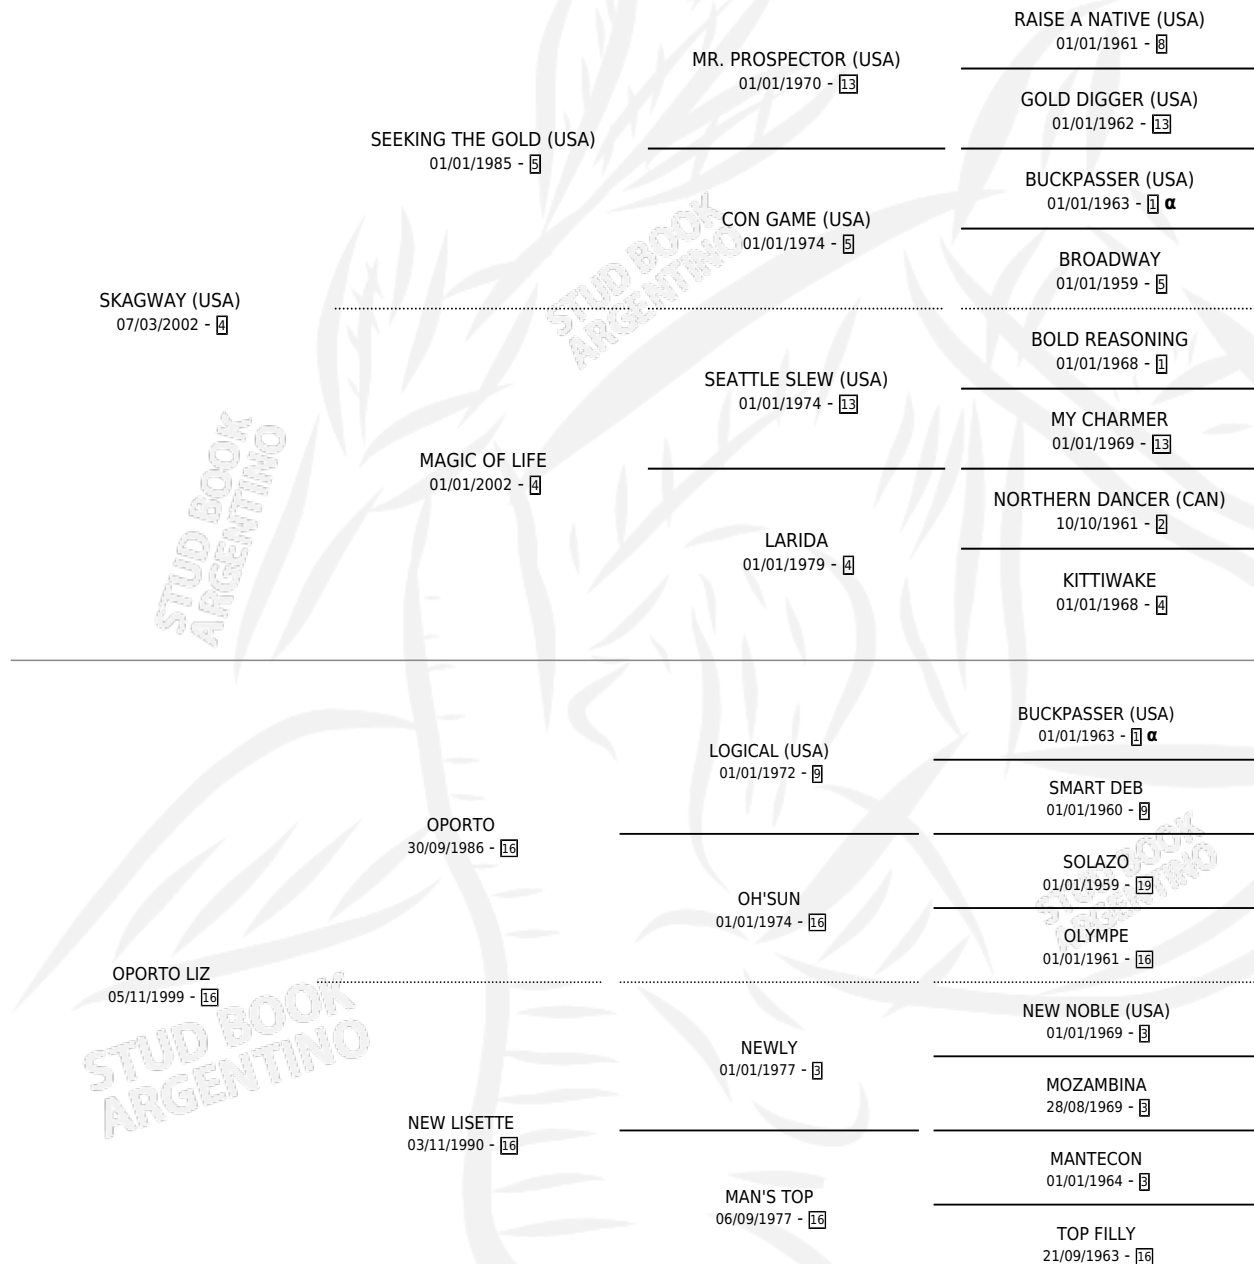 RAISE A NATIVE (USA)
01/01/1961 - 8
MR. PROSPECTOR (USA)
01/01/1970 - 13
GOLD DIGGER (USA)
01/01/1962 - 13
SEEKING THE GOLD (USA)
01/01/1985 - 5
BUCKPASSER (USA)
01/01/1963 - 1 α
CON GAME (USA)
01/01/1974 - 5
BROADWAY
01/01/1959 - 5
SKAGWAY (USA)
07/03/2002 - 4
BOLD REASONING
01/01/1968 - 1
SEATTLE SLEW (USA)
01/01/1974 - 13
MY CHARMER
01/01/1969 - 13
MAGIC OF LIFE
01/01/2002 - 4
NORTHERN DANCER (CAN)
10/10/1961 - 2
LARIDA
01/01/1979 - 4
KITTIWAKE
01/01/1968 - 4
BUCKPASSER (USA)
01/01/1963 - 1 α
LOGICAL (USA)
01/01/1972 - 9
SMART DEB
01/01/1960 - 9
OPORTO
30/09/1986 - 16
SOLAZO
01/01/1959 - 19
OH'SUN
01/01/1974 - 16
OLYMPE
01/01/1961 - 16
OPORTO LIZ
05/11/1999 - 16
NEW NOBLE (USA)
01/01/1969 - 3
NEWLY
01/01/1977 - 3
MOZAMBINA
28/08/1969 - 3
NEW LISETTE
03/11/1990 - 16
MANTECON
01/01/1964 - 3
MAN'S TOP
06/09/1977 - 16
TOP FILLY
21/09/1963 - 16
STUD BOOK
ARGENTINO
STUD BOOK
ARGENTINO
STUD BOOK
ARGENTINO
STUD BOOK
ARGENTINO